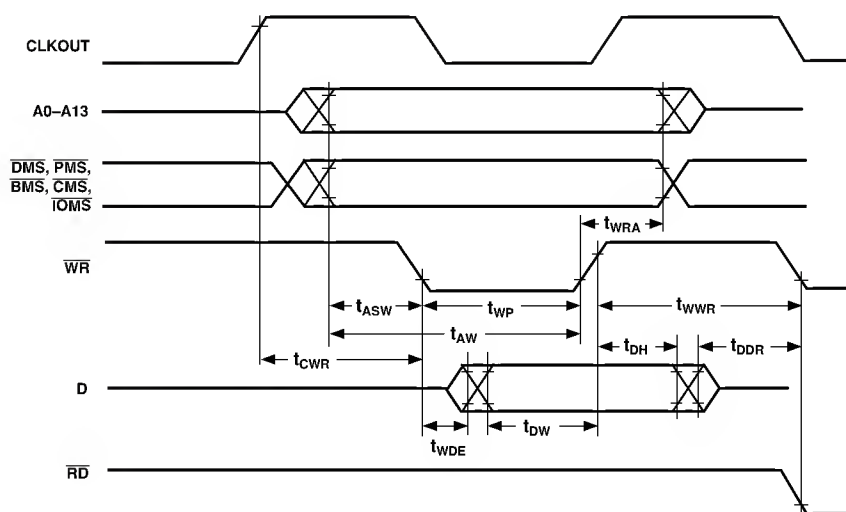 CLKOUT
A0–A13
DMS, PMS,
BMS, CMS,
IOMS
tWRA
WR
tASW
tWP
tWWR
tAW
tCWR
tDH
tDDR
D
tWDE
tDW
RD